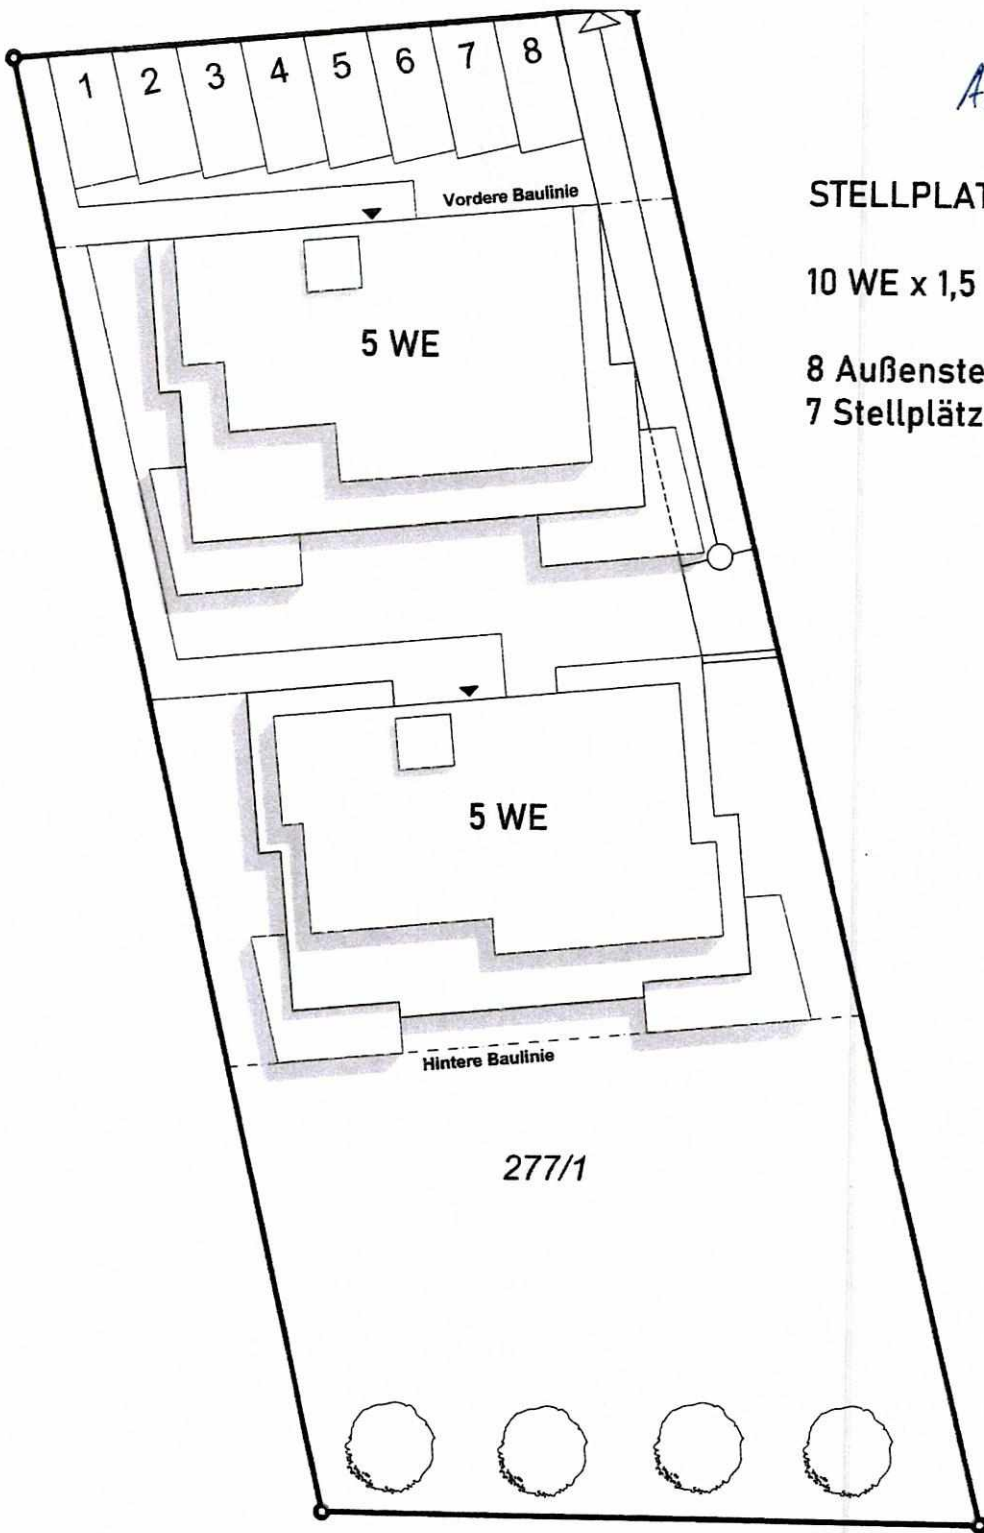 1 2 3 4 5 6 7 8
STELLPLAT
Vordere Baulinie
10 WE x 1,5
5 WE
8 Außenste
7 Stellplätz
5 WE
Hintere Baulinie
277/1